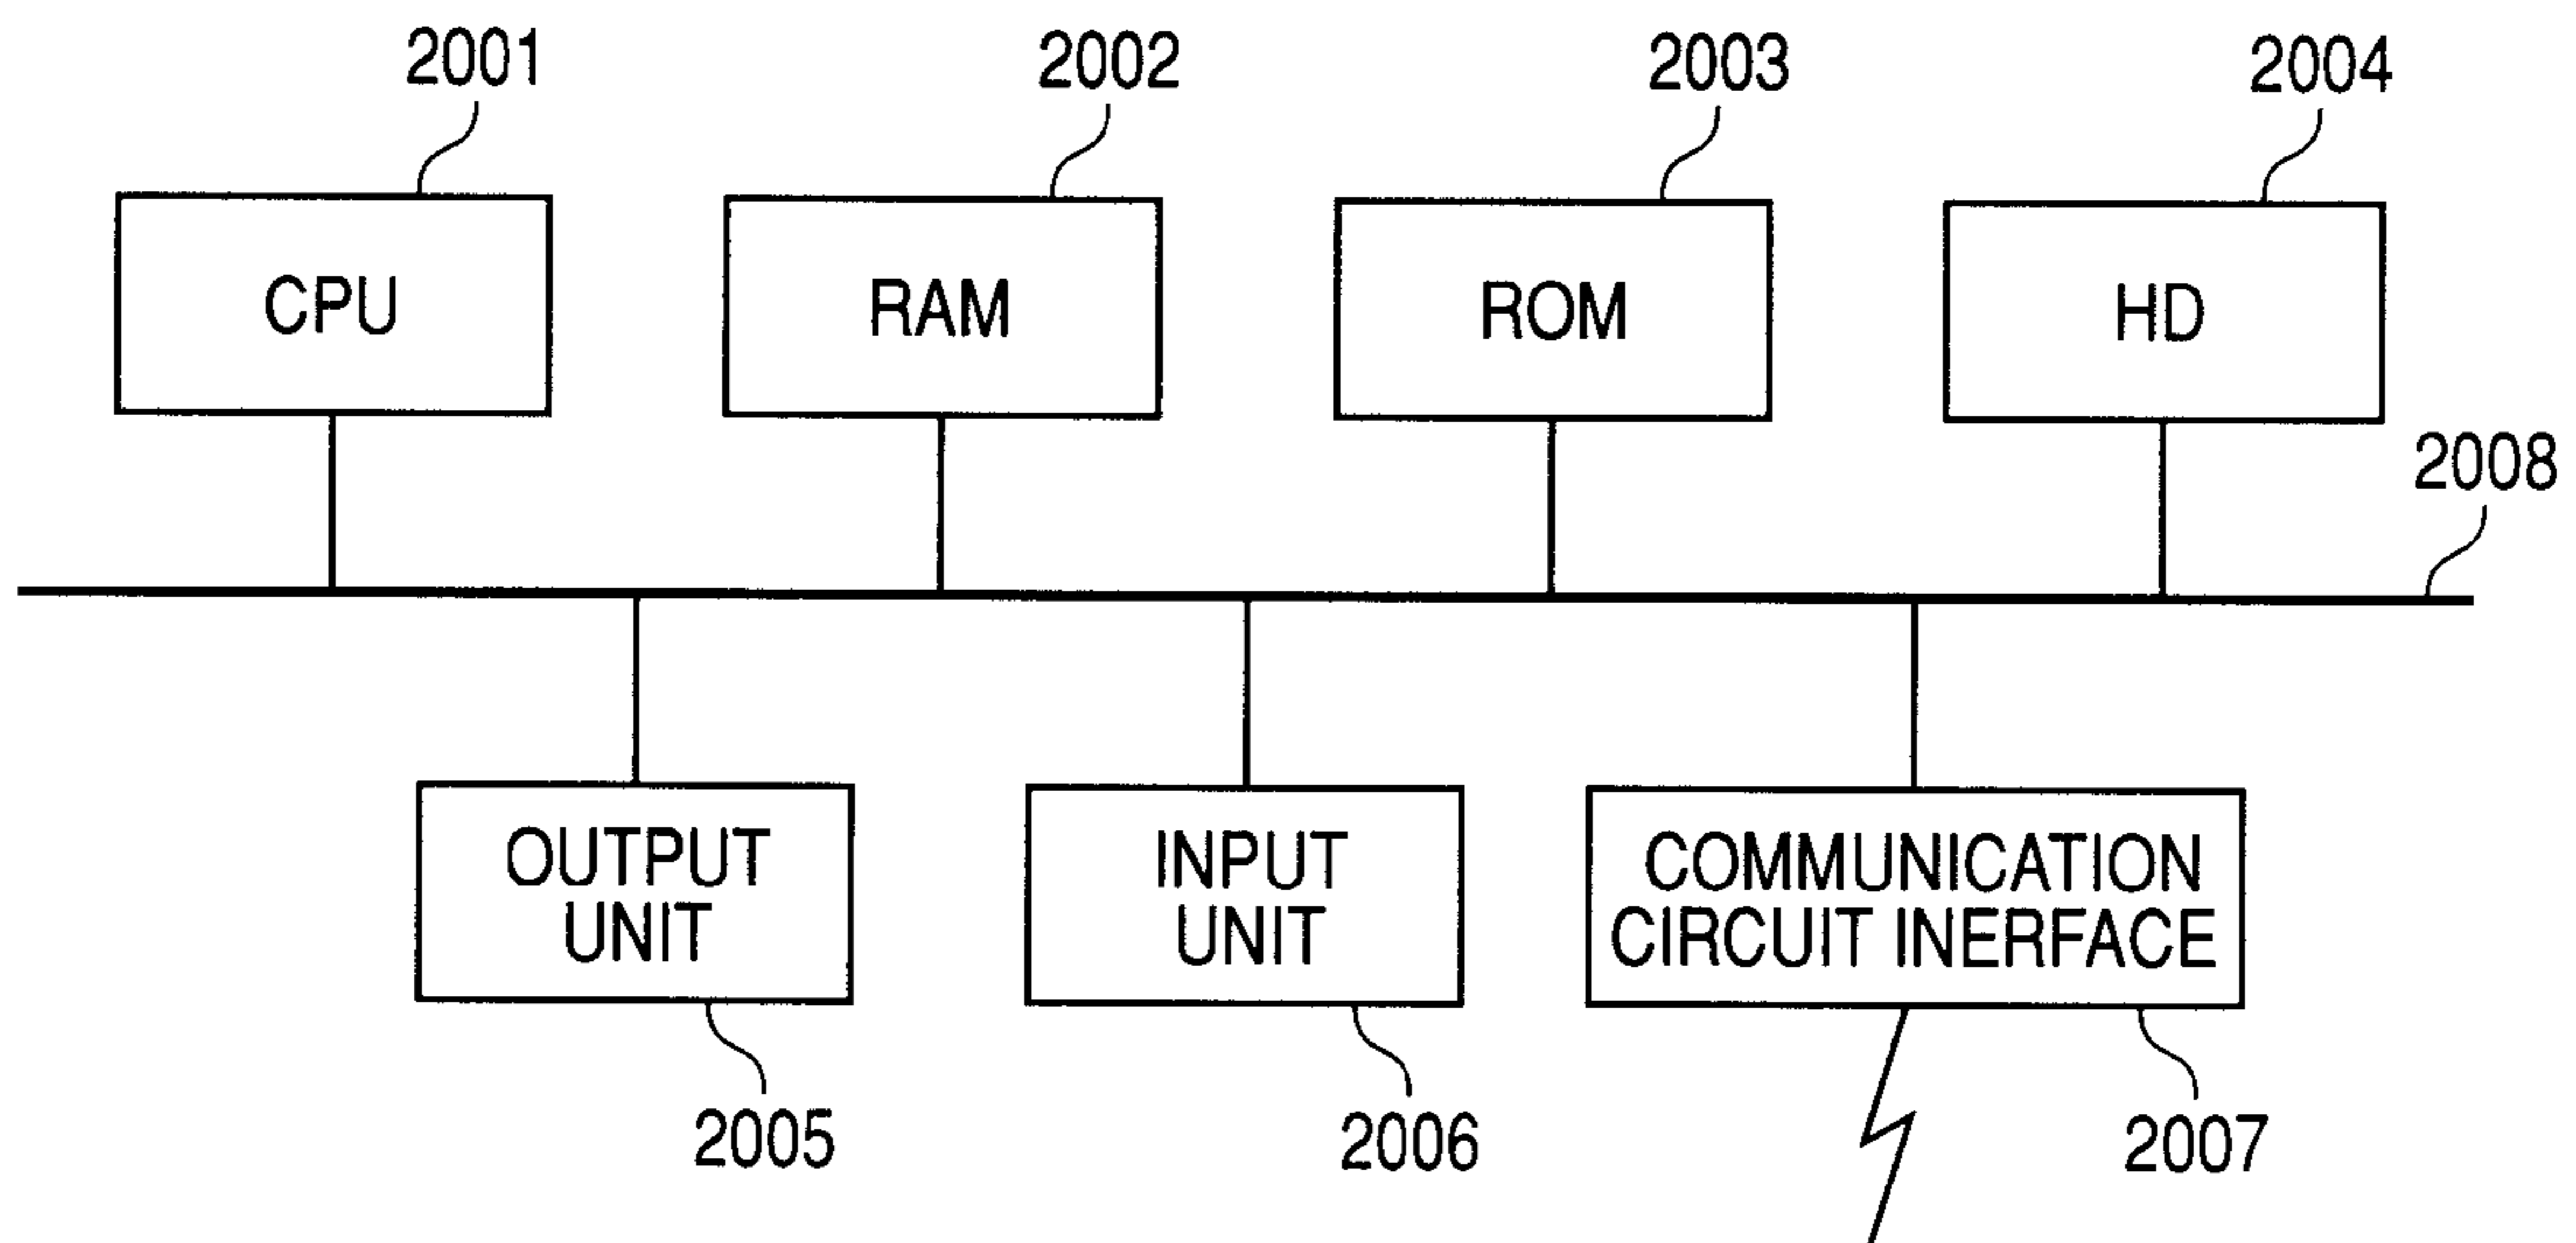 2001
2002
2003
2004
CPU
RAM
ROM
HD
2008
OUTPUT
UNIT
INPUT
UNIT
COMMUNICATION
CIRCUIT INERFACE
2005
2006
2007